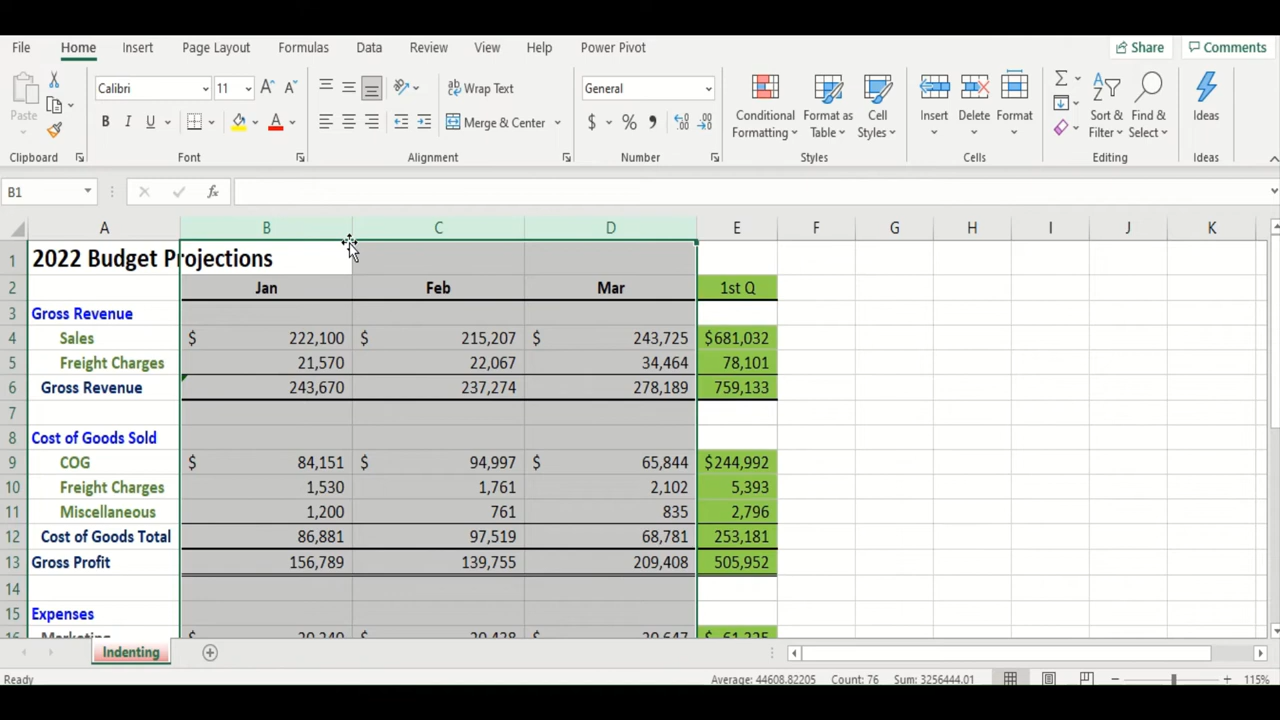 File Home Insert Page Layout Formulas Data Review View Help Power Pivot Share Comments
Paste Calibri 11 A A Wrap Text General Conditional Format as Cell Insert Delete Format Sort & Find & Ideas
B I U A Merge & Center $ % Formatting Table Styles Filter Select
Clipboard Font Alignment Number Styles Cells Editing Ideas
B1 fx
A B C D E F G H I J K
1 2022 Budget Projections
2 Jan Feb Mar 1st Q
3 Gross Revenue
4 Sales $ 222,100 $ 215,207 $ 243,725 $681,032
5 Freight Charges 21,570 22,067 34,464 78,101
6 Gross Revenue 243,670 237,274 278,189 759,133
7
8 Cost of Goods Sold
9 COG $ 84,151 $ 94,997 $ 65,844 $244,992
10 Freight Charges 1,530 1,761 2,102 5,393
11 Miscellaneous 1,200 761 835 2,796
12 Cost of Goods Total 86,881 97,519 68,781 253,181
13 Gross Profit 156,789 139,755 209,408 505,952
14
15 Expenses
16 Marketing $ $ $ $
Indenting
Ready Average: 44608.82205 Count: 76 Sum: 3256444.01 115%